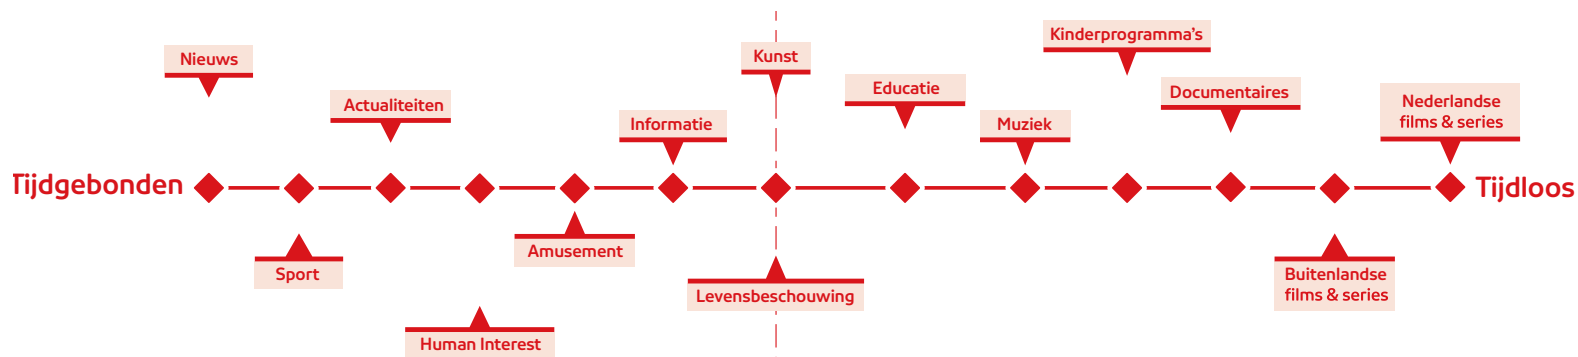 Tijdgebonden
Nieuws
Sport
Actualiteiten
Human Interest
Amusement
Informatie
Kunst
Levensbeschouwing
Educatie
Muziek
Kinderprogramma's
Documentaires
Buitenlandse
films & series
Nederlandse
films & series
Tijdloos